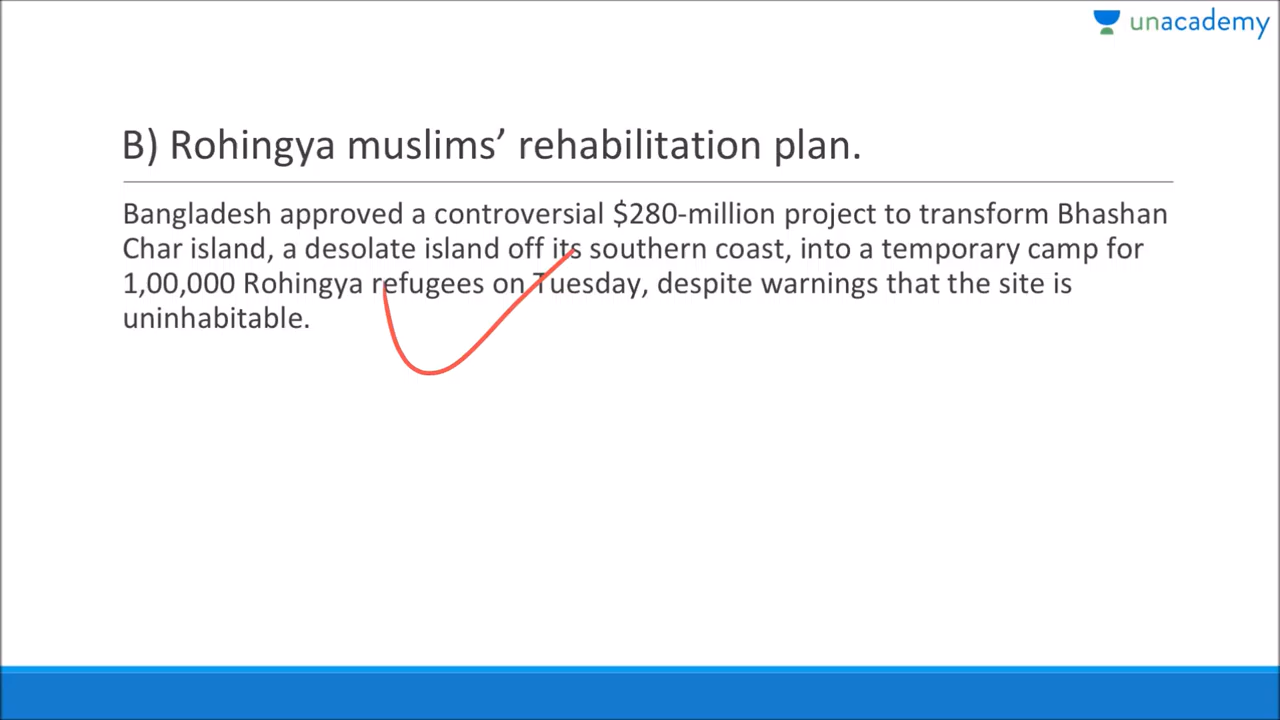 unacademy
B) Rohingya muslims’ rehabilitation plan.
Bangladesh approved a controversial $280-million project to transform Bhashan
Char island, a desolate island off its southern coast, into a temporary camp for
1,00,000 Rohingya refugees on Tuesday, despite warnings that the site is
uninhabitable.